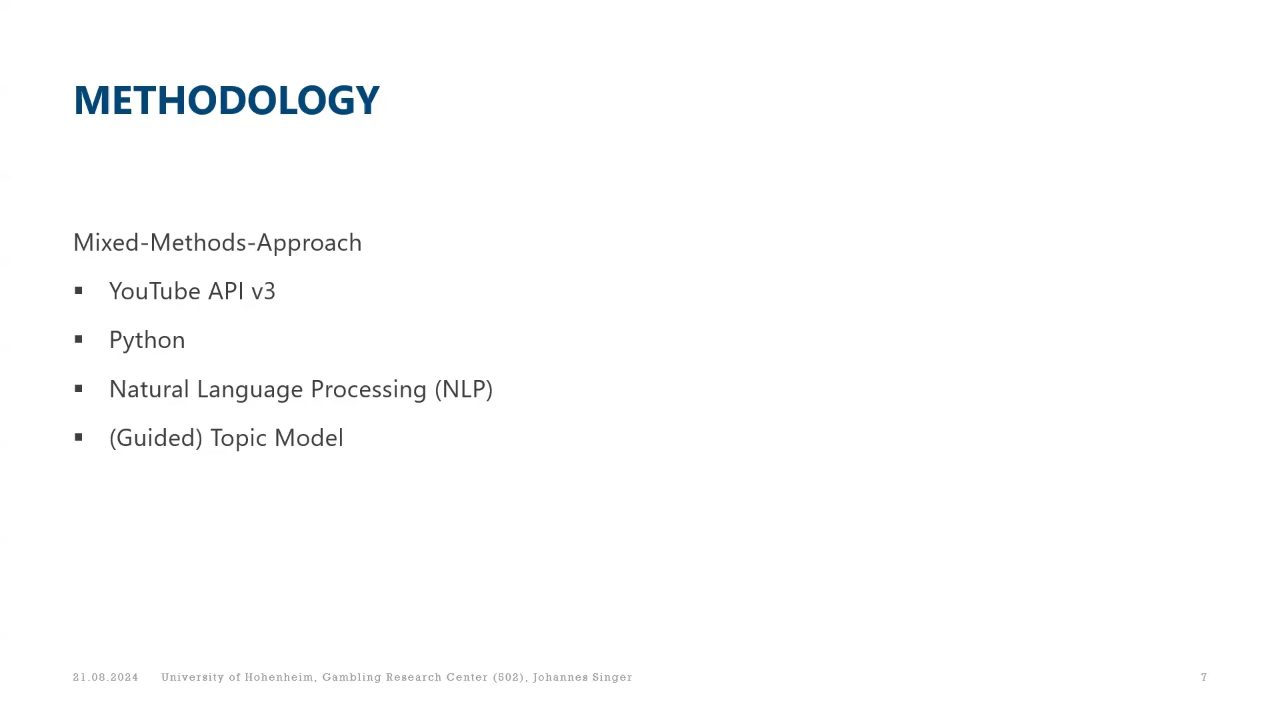 METHODOLOGY
Mixed-Methods-Approach
▪ YouTube API v3
▪ Python
▪ Natural Language Processing (NLP)
▪ (Guided) Topic Model
21.08.2024 University of Hohenheim, Gambling Research Center (502), Johannes Singer 7